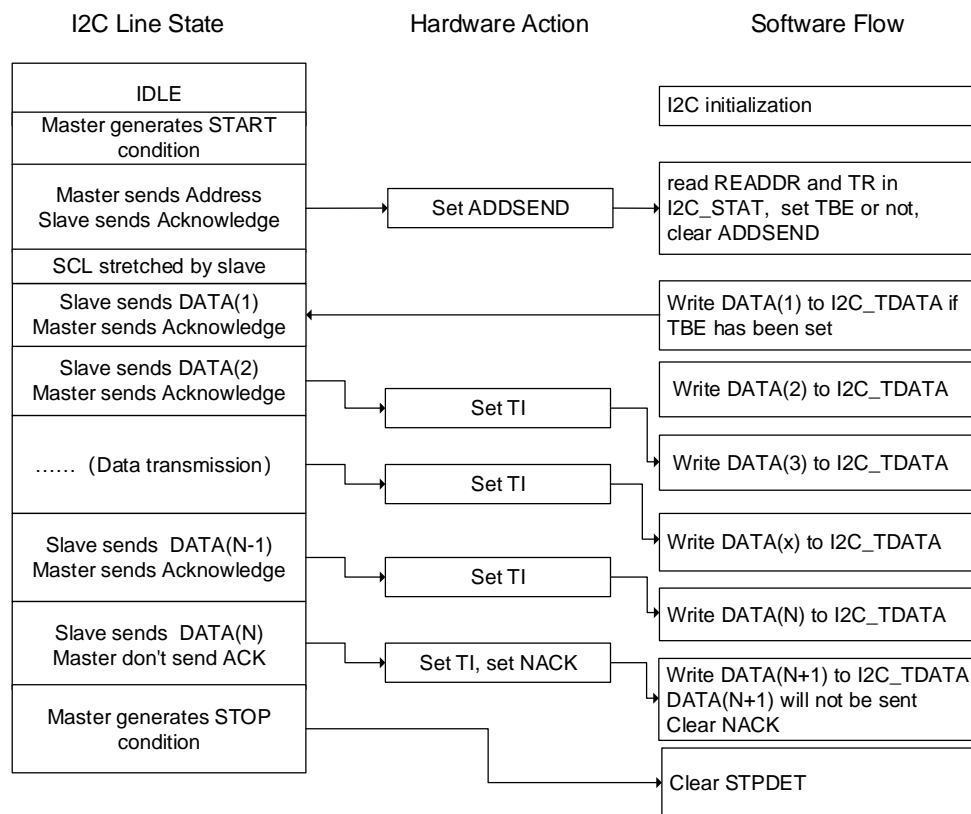 I2C Line State
Hardware Action
Software Flow
IDLE
I2C initialization
Master generates START
condition
Master sends Address
Slave sends Acknowledge
Set ADDSEND
read READDR and TR in
I2C_STAT, set TBE or not,
clear ADDSEND
SCL stretched by slave
Slave sends DATA(1)
Master sends Acknowledge
Write DATA(1) to I2C_TDATA if
TBE has been set
Slave sends DATA(2)
Master sends Acknowledge
Set TI
Write DATA(2) to I2C_TDATA
Write DATA(3) to I2C_TDATA
…… (Data transmission)
Set TI
Write DATA(x) to I2C_TDATA
Slave sends DATA(N-1)
Master sends Acknowledge
Set TI
Write DATA(N) to I2C_TDATA
Slave sends DATA(N)
Master don't send ACK
Set TI, set NACK
Write DATA(N+1) to I2C_TDATA
DATA(N+1) will not be sent
Clear NACK
Master generates STOP
condition
Clear STPDET